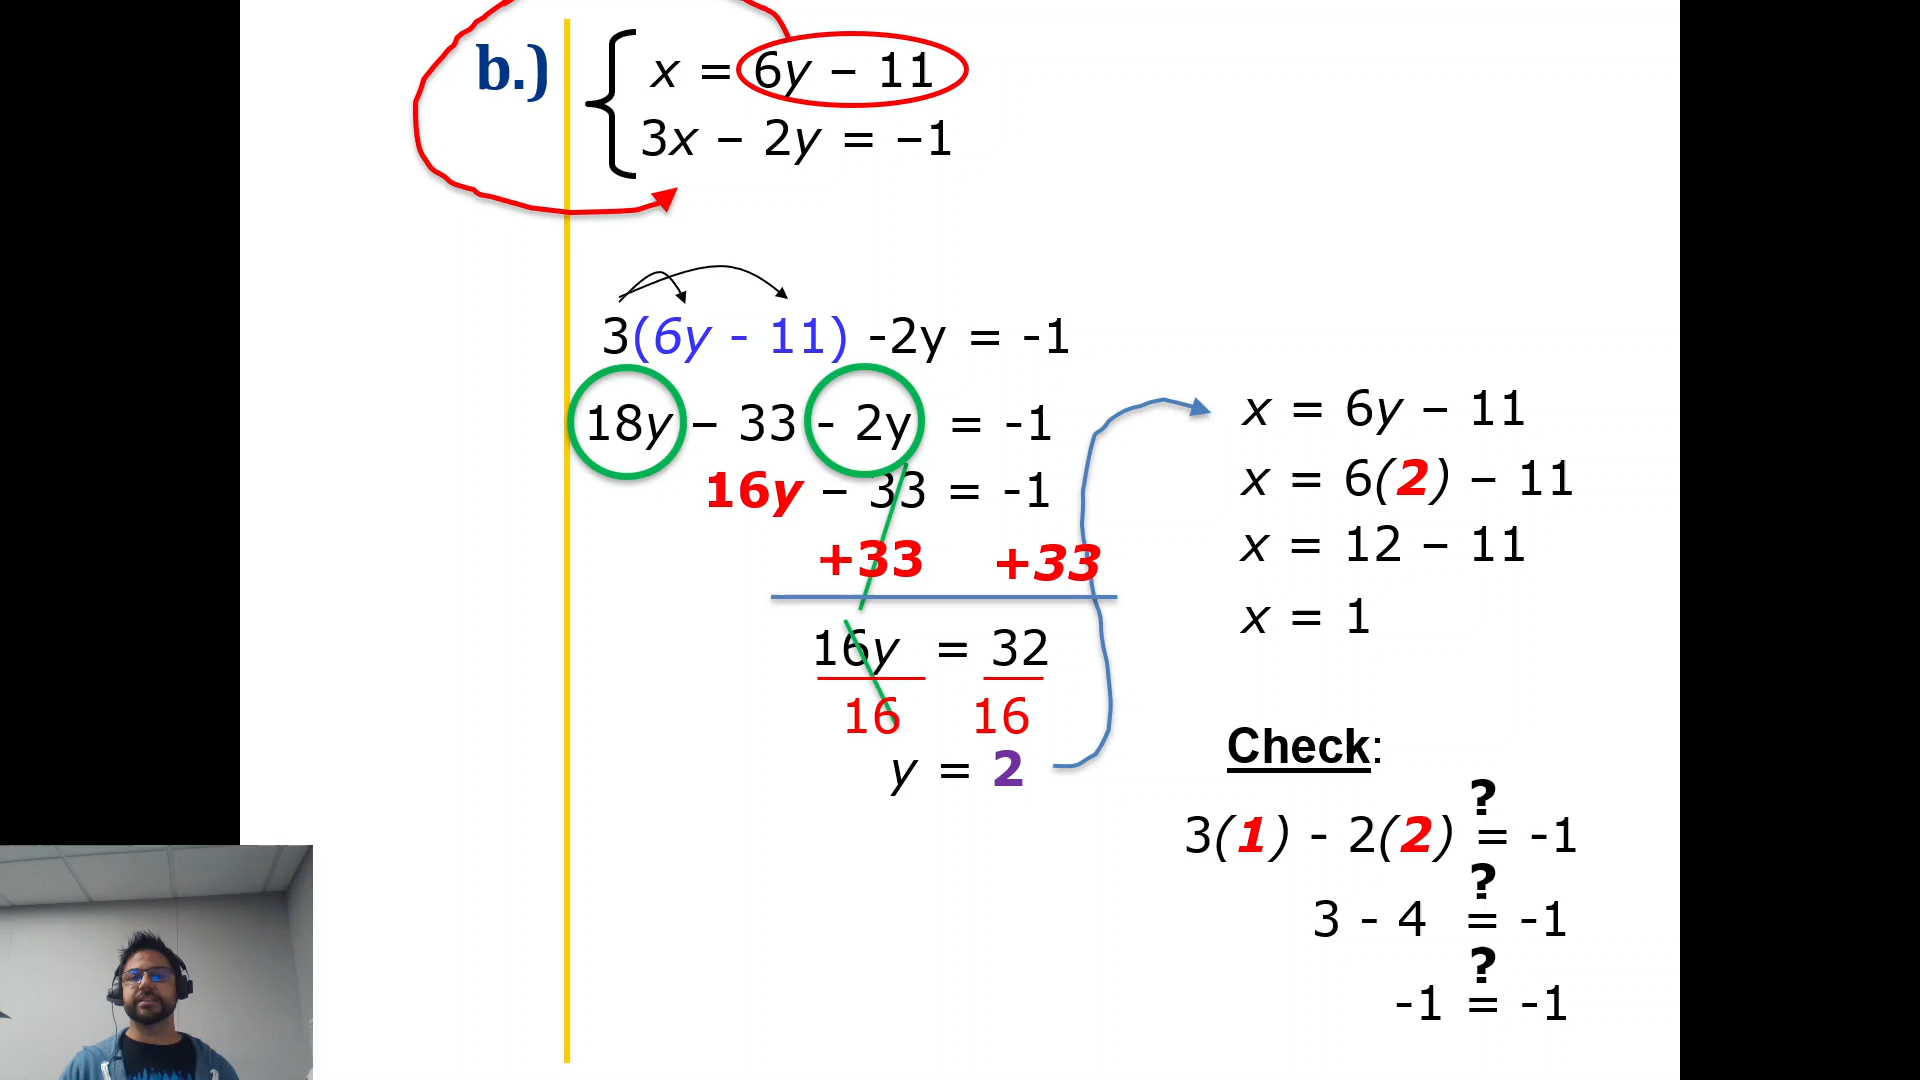 b.)
x = 6y – 11
3x – 2y = –1
3(6y - 11) -2y = -1
18y – 33 - 2y = -1
16y – 33 = -1
+33 +33
16y = 32
16 16
y = 2
x = 6y – 11
x = 6(2) – 11
x = 12 – 11
x = 1
Check:
?
3(1) - 2(2) = -1
?
3 - 4 = -1
?
-1 = -1